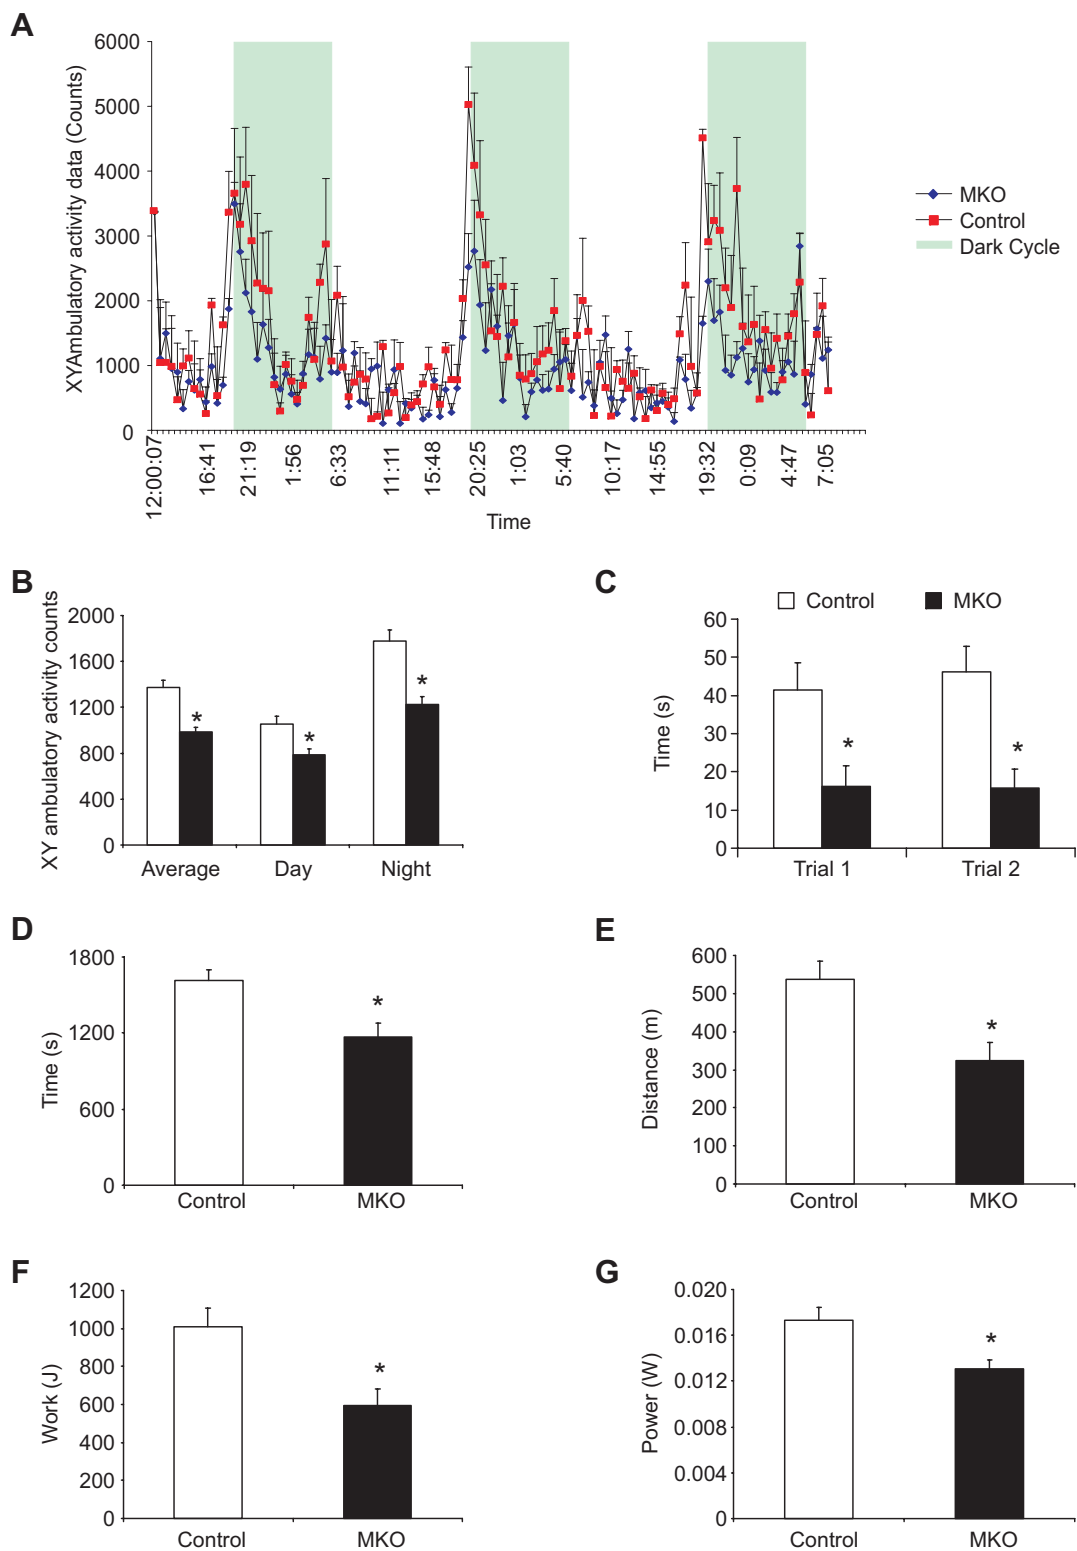 A
XYAmbulatory activity data (Counts)
6000
5000
4000
3000
2000
1000
0
12:00:07
16:41
21:19
1:56
6:33
11:11
15:48
20:25
1:03
5:40
10:17
14:55
19:32
0:09
4:47
7:05
Time
MKO
Control
Dark Cycle
B
XY ambulatory activity counts
2000
1600
1200
800
400
0
*
*
*
Average Day Night
C
Control MKO
Time (s)
60
50
40
30
20
10
0
*
*
Trial 1 Trial 2
D
Time (s)
1800
1200
600
0
*
Control MKO
E
Distance (m)
600
500
400
300
200
100
0
*
Control MKO
F
Work (J)
1200
1000
800
600
400
200
0
*
Control MKO
G
Power (W)
0.020
0.016
0.012
0.008
0.004
0
*
Control MKO